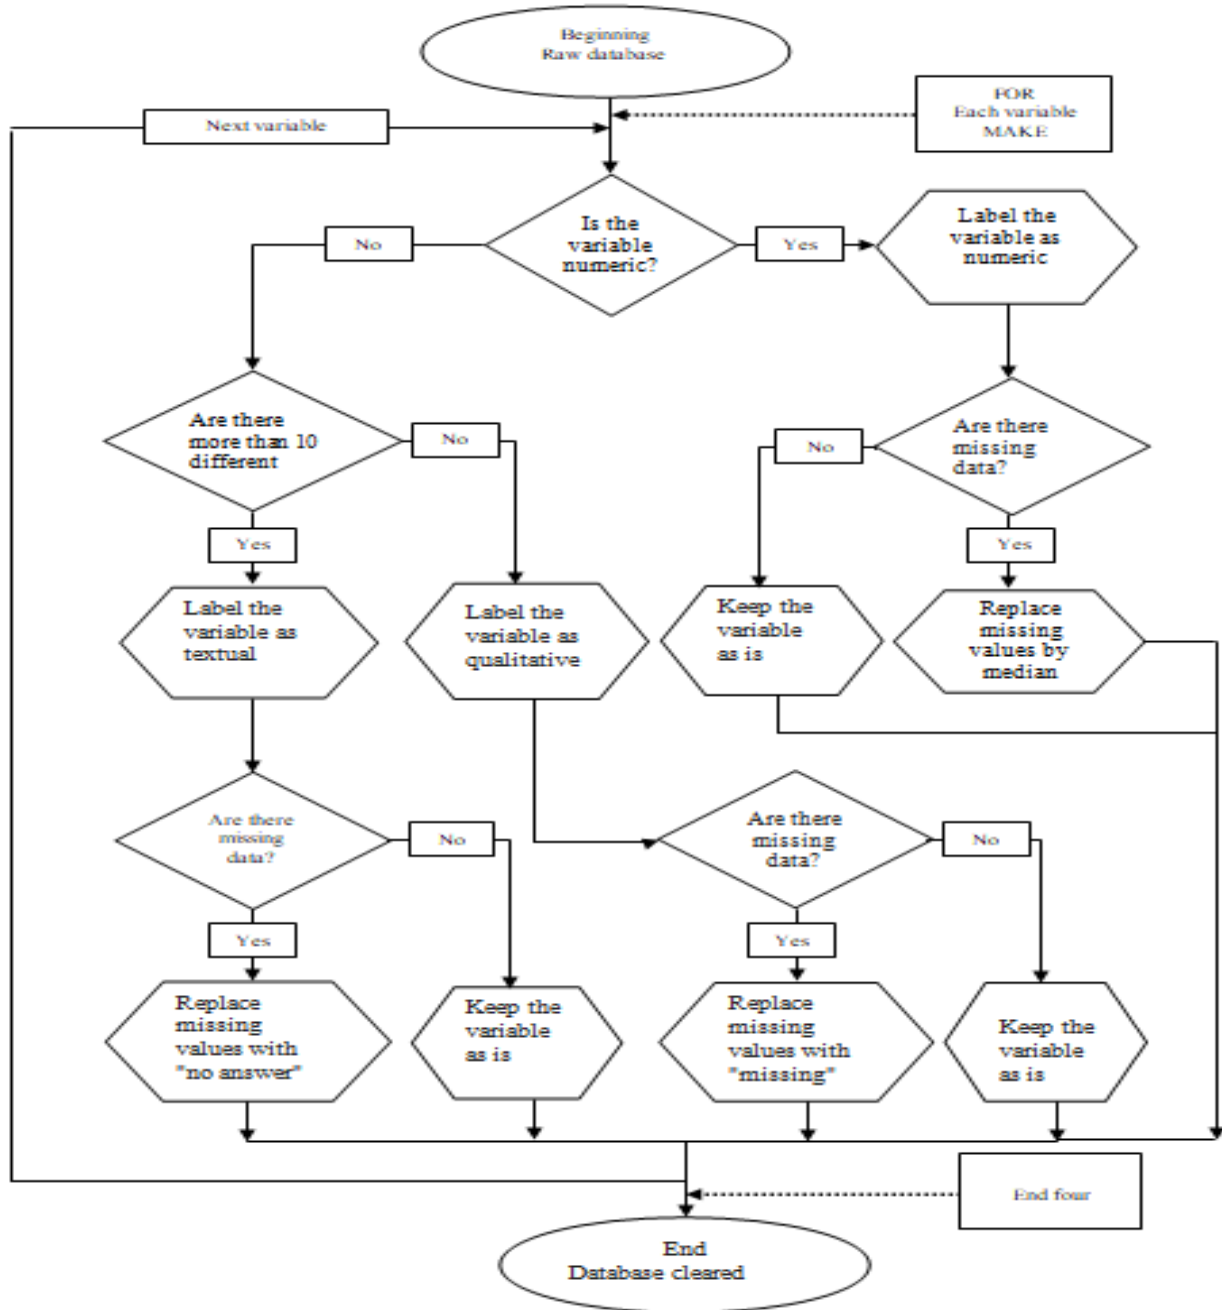 Beginning
Raw database
FOR
Each variable
MAKE
Next variable
Is the
variable
numeric?
No
Yes
Label the
variable as
numeric
Are there
more than 10
different
No
Are there
missing
data?
No
Yes
Yes
Label the
variable as
textual
Label the
variable as
qualitative
Keep the
variable
as is
Replace
missing
values by
median
Are there
missing
data?
No
Are there
missing
data?
No
Yes
Yes
Replace
missing
values with
"no answer"
Keep the
variable
as is
Replace
missing
values with
"missing"
Keep the
variable
as is
End four
End
Database cleared